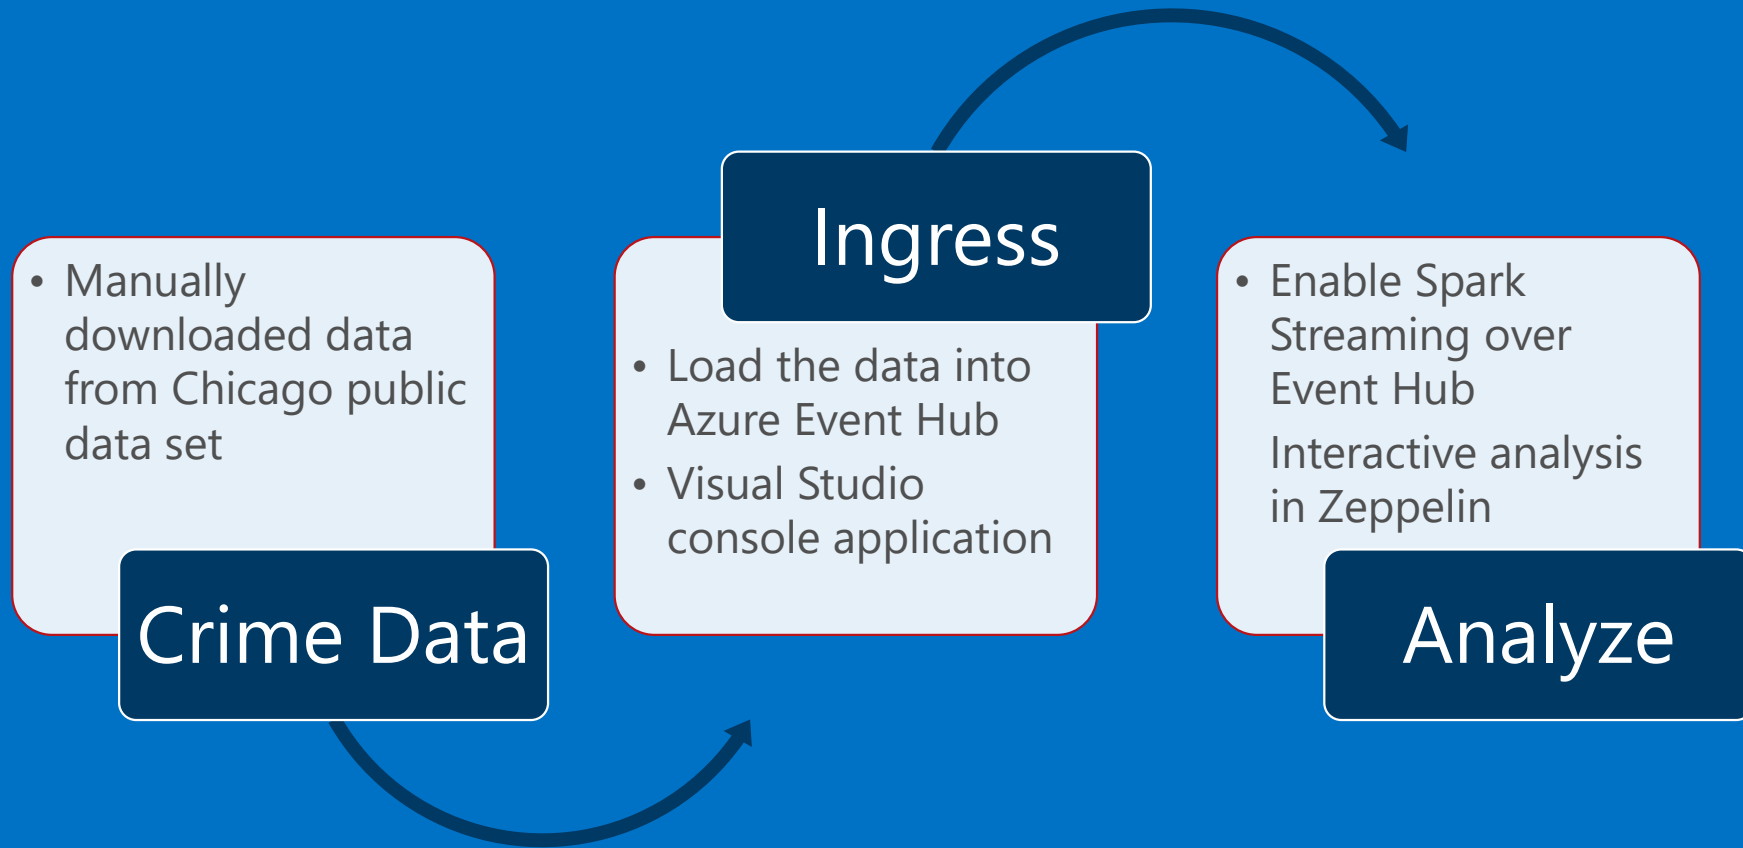 • Manually
downloaded data
from Chicago public
data set
Crime Data
Ingress
• Load the data into
Azure Event Hub
• Visual Studio
console application
• Enable Spark
Streaming over
Event Hub
Interactive analysis
in Zeppelin
Analyze